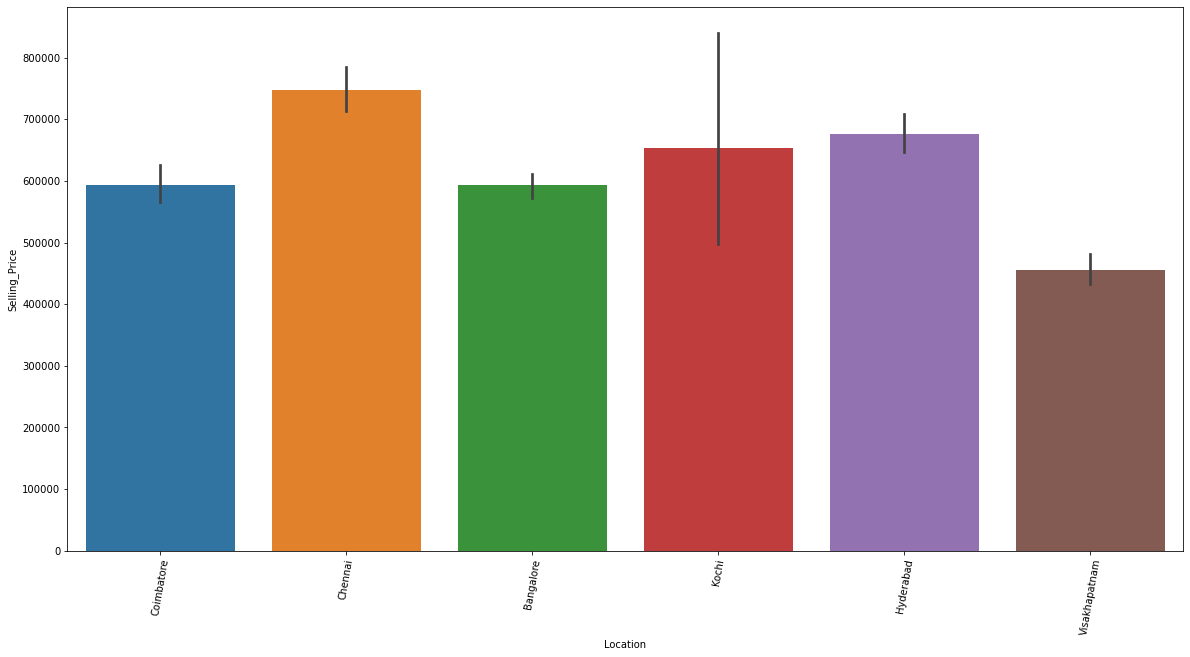 800000
700000
600000
500000
400000
300000
200000
100000
0
Selling_Price
Coimbatore
Chennai
Bangalore
Kochi
Hyderabad
Visakhapatnam
Location